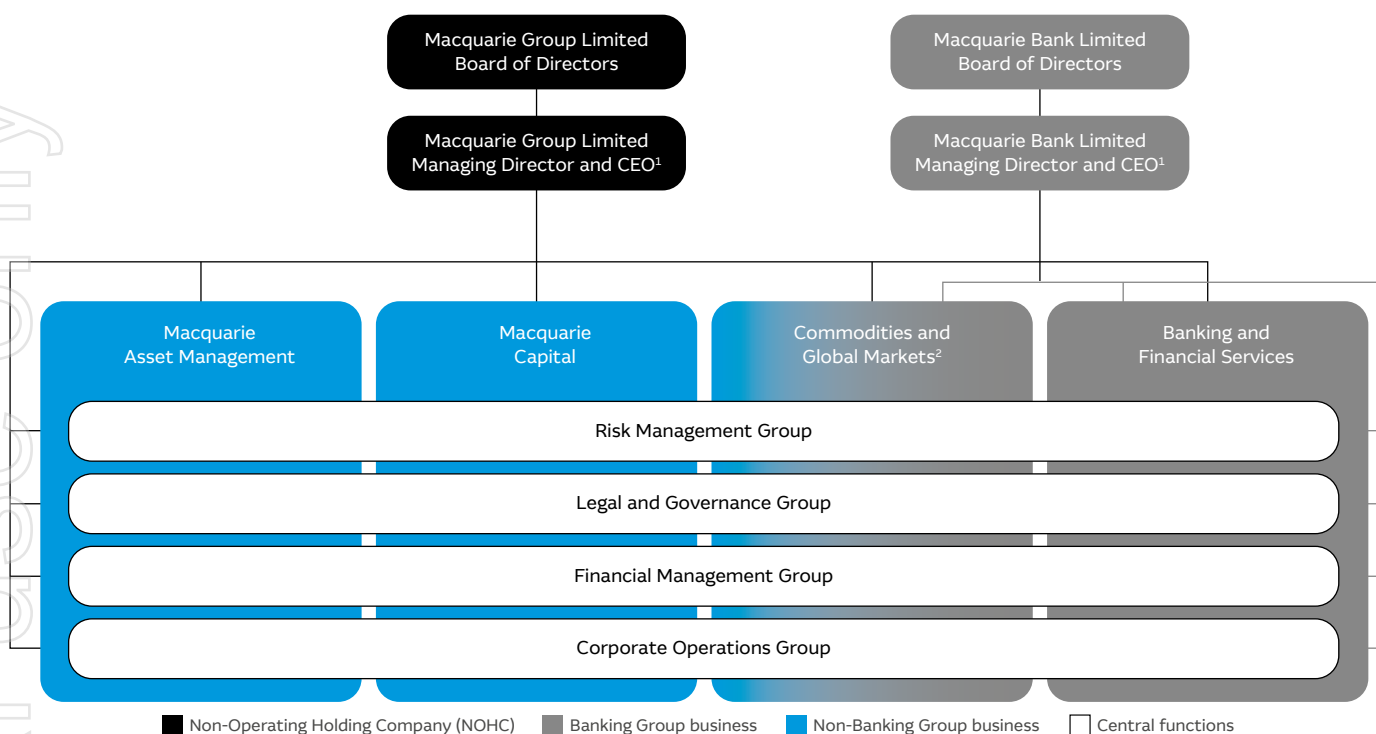 Macquarie Group Limited
Board of Directors
Macquarie Bank Limited
Board of Directors
Macquarie Group Limited
Managing Director and CEO¹
Macquarie Bank Limited
Managing Director and CEO¹
Macquarie
Asset Management
Macquarie
Capital
Commodities and
Global Markets²
Banking and
Financial Services
Risk Management Group
Legal and Governance Group
Financial Management Group
Corporate Operations Group
Non-Operating Holding Company (NOHC)
Banking Group business
Non-Banking Group business
Central functions